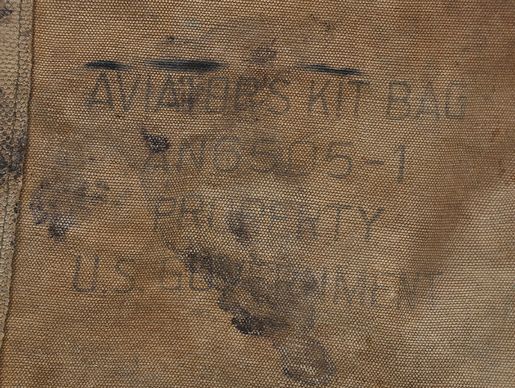 AVIATOR'S KIT BAG
AN6505-1
PROPERTY
U.S. GOVERNMENT